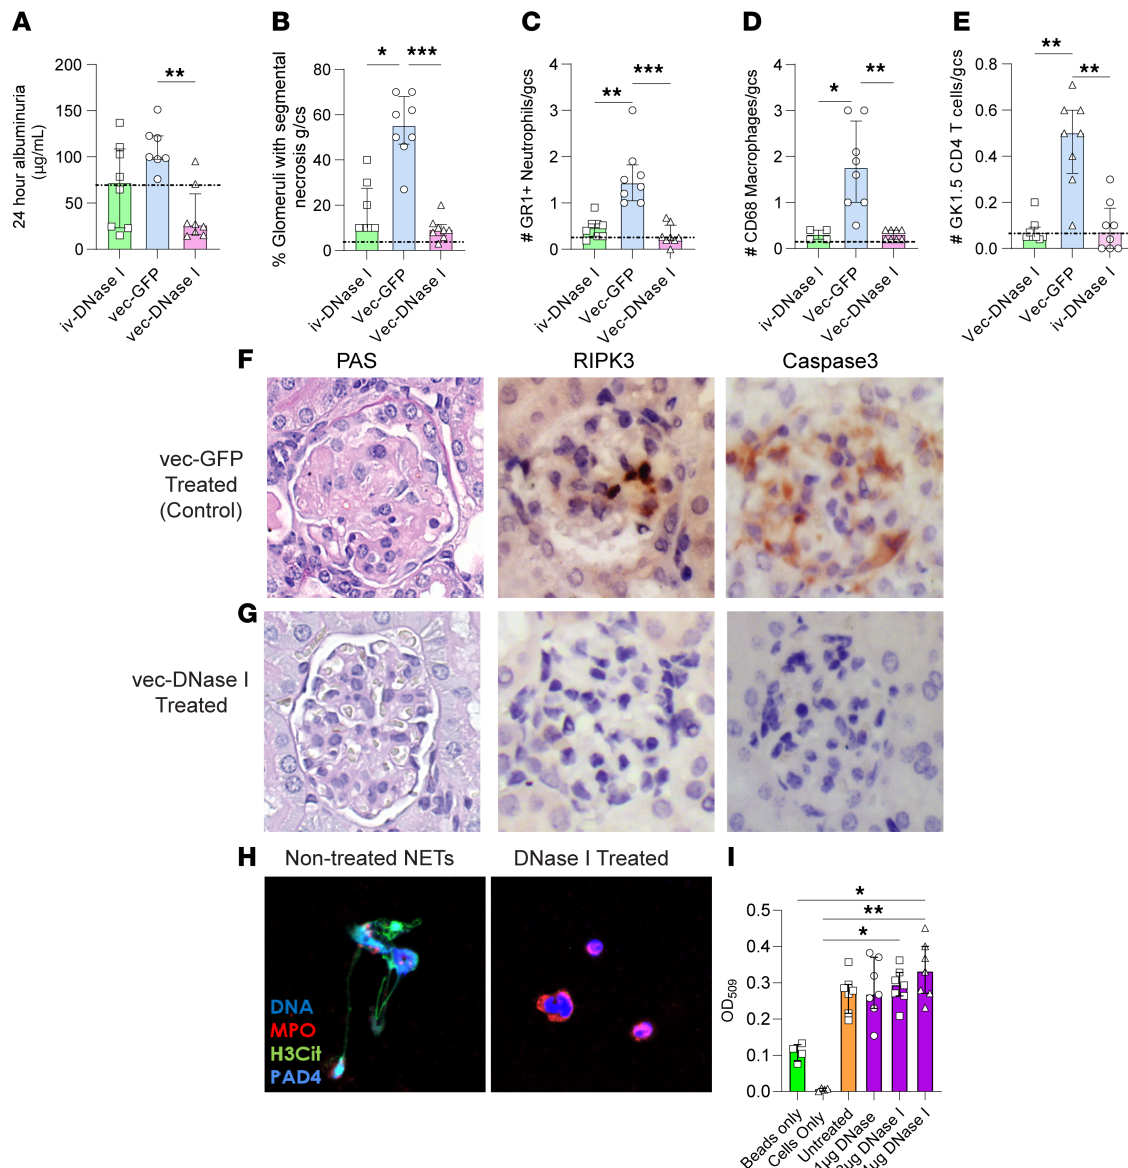 A
24 hour albuminuria
(µg/mL)
200
150
100
50
0
**
iv-DNase I
vec-GFP
vec-DNase I
B
% Glomeruli with segmental
necrosis g/cs
80
60
40
20
0
* ***
iv-DNase I
Vec-GFP
Vec-DNase I
C
# GR1+ Neutrophils/gcs
4
3
2
1
0
** ***
iv-DNase I
Vec-GFP
Vec-DNase I
D
# CD68 Macrophages/gcs
4
3
2
1
0
* **
iv-DNase I
Vec-GFP
Vec-DNase I
E
# GK1.5 CD4 T cells/gcs
0.8
0.6
0.4
0.2
0.0
** **
Vec-DNase I
Vec-GFP
iv-DNase I
F
PAS RIPK3 Caspase3
vec-GFP
Treated
(Control)
G
vec-DNase I
Treated
H
Non-treated NETs DNase I Treated
DNA
MPO
H3Cit
PAD4
I
OD509
0.5
0.4
0.3
0.2
0.1
0.0
*
**
*
Beads only
Cells Only
Untreated
1µg DNase
µg DNase I
µg DNase I